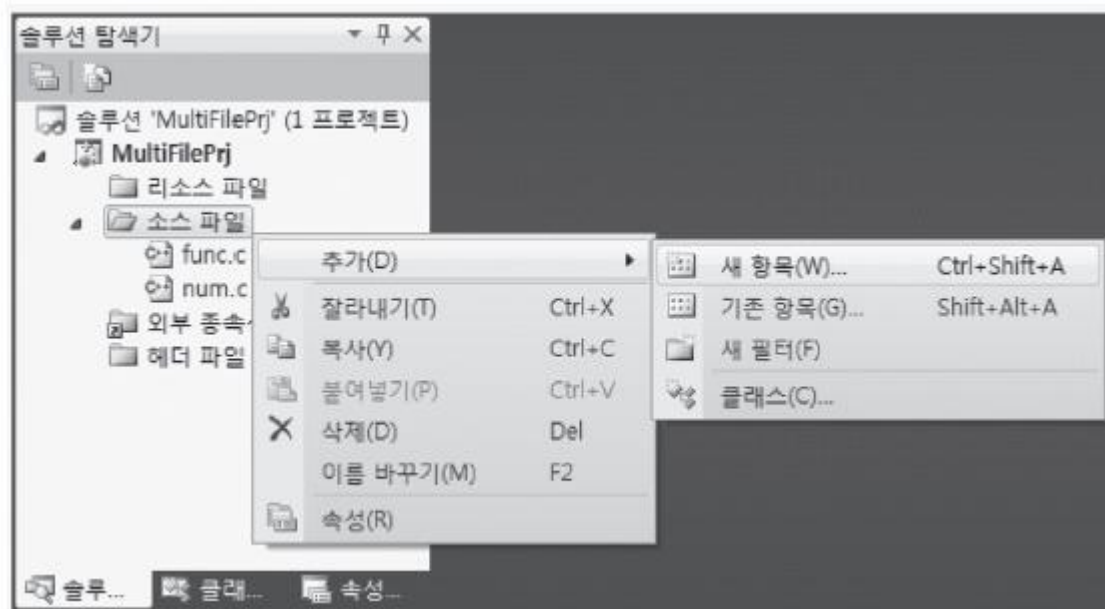 솔루션 탐색기
솔루션 'MultiFilePrj' (1 프로젝트)
MultiFilePrj
리소스 파일
소스 파일
func.c
num.c
외부 종속
헤더 파일
추가(D)
잘라내기(T) Ctrl+X
복사(Y) Ctrl+C
붙여넣기(P) Ctrl+V
삭제(D) Del
이름 바꾸기(M) F2
속성(R)
새 항목(W)... Ctrl+Shift+A
기존 항목(G)... Shift+Alt+A
새 필터(F)
클래스(C)...
솔루... 클래... 속성...